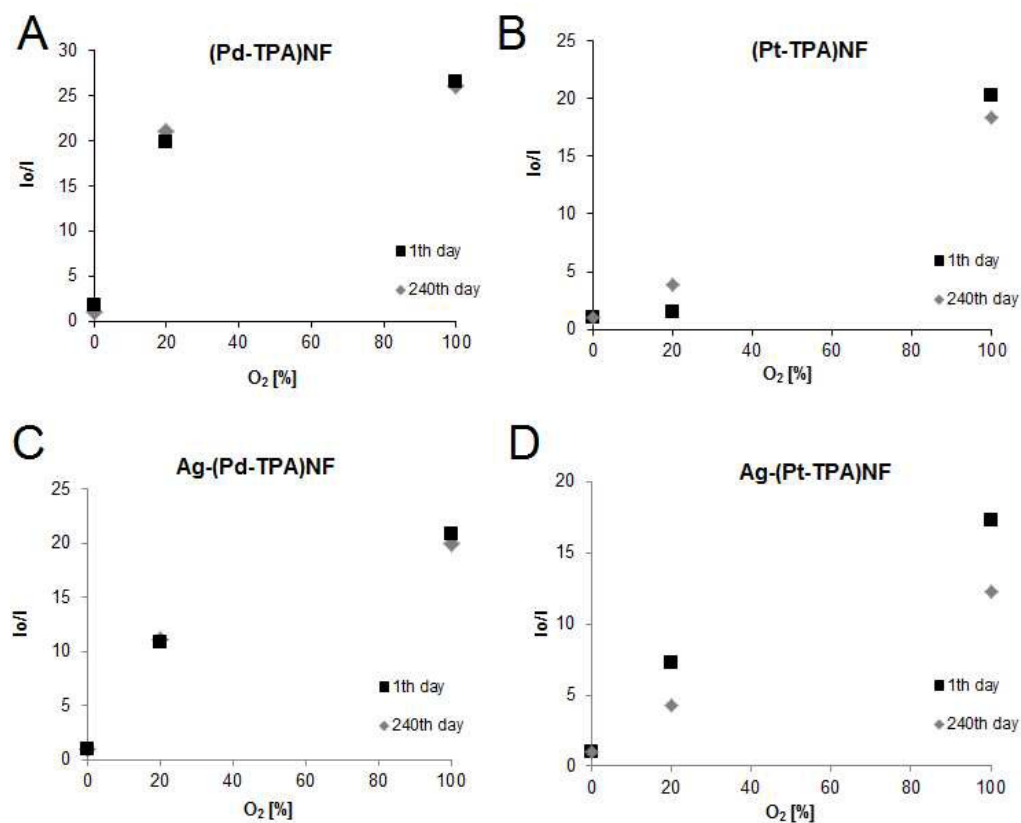 A
(Pd-TPA)NF
30
25
20
15
10
5
0
Io/I
0 20 40 60 80 100
O₂ [%]
■ 1th day
◆ 240th day
B
(Pt-TPA)NF
25
20
15
10
5
0
Io/I
0 20 40 60 80 100
O₂ [%]
■ 1th day
◆ 240th day
C
Ag-(Pd-TPA)NF
25
20
15
10
5
0
Io/I
0 20 40 60 80 100
O₂ [%]
■ 1th day
◆ 240th day
D
Ag-(Pt-TPA)NF
20
15
10
5
0
Io/I
0 20 40 60 80 100
O₂ [%]
■ 1th day
◆ 240th day